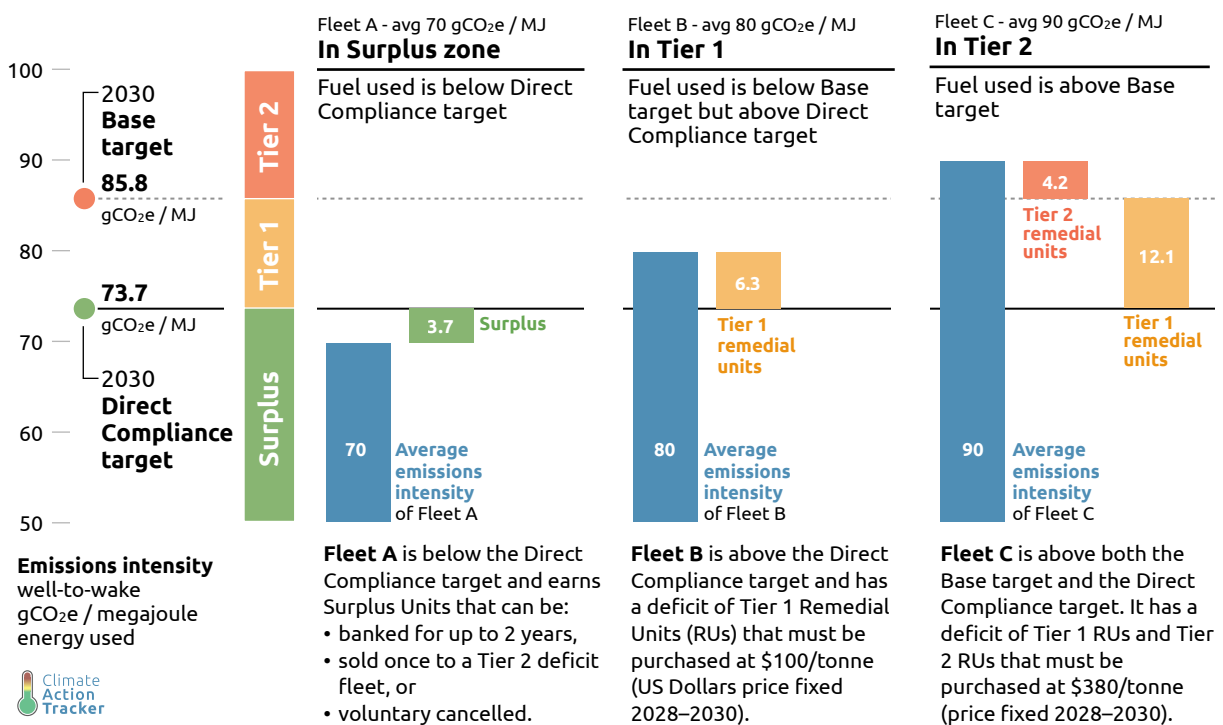 Fleet A - avg 70 gCO₂e / MJ
In Surplus zone
Fuel used is below Direct
Compliance target
Fleet B - avg 80 gCO₂e / MJ
In Tier 1
Fuel used is below Base
target but above Direct
Compliance target
Fleet C - avg 90 gCO₂e / MJ
In Tier 2
Fuel used is above Base
target
100
90
80
70
60
50
2030
Base
target
85.8
gCO₂e / MJ
73.7
gCO₂e / MJ
2030
Direct
Compliance
target
Tier 2
Tier 1
Surplus
3.7
Surplus
70
Average
emissions
intensity
of Fleet A
6.3
Tier 1
remedial
units
80
Average
emissions
intensity
of Fleet B
4.2
Tier 2
remedial
units
12.1
Tier 1
remedial
units
90
Average
emissions
intensity
of Fleet C
Emissions intensity
well-to-wake
gCO₂e / megajoule
energy used
Climate
Action
Tracker
Fleet A is below the Direct
Compliance target and earns
Surplus Units that can be:
• banked for up to 2 years,
• sold once to a Tier 2 deficit
fleet, or
• voluntary cancelled.
Fleet B is above the Direct
Compliance target and has
a deficit of Tier 1 Remedial
Units (RUs) that must be
purchased at $100/tonne
(US Dollars price fixed
2028–2030).
Fleet C is above both the
Base target and the Direct
Compliance target. It has a
deficit of Tier 1 RUs and Tier
2 RUs that must be
purchased at $380/tonne
(price fixed 2028–2030).